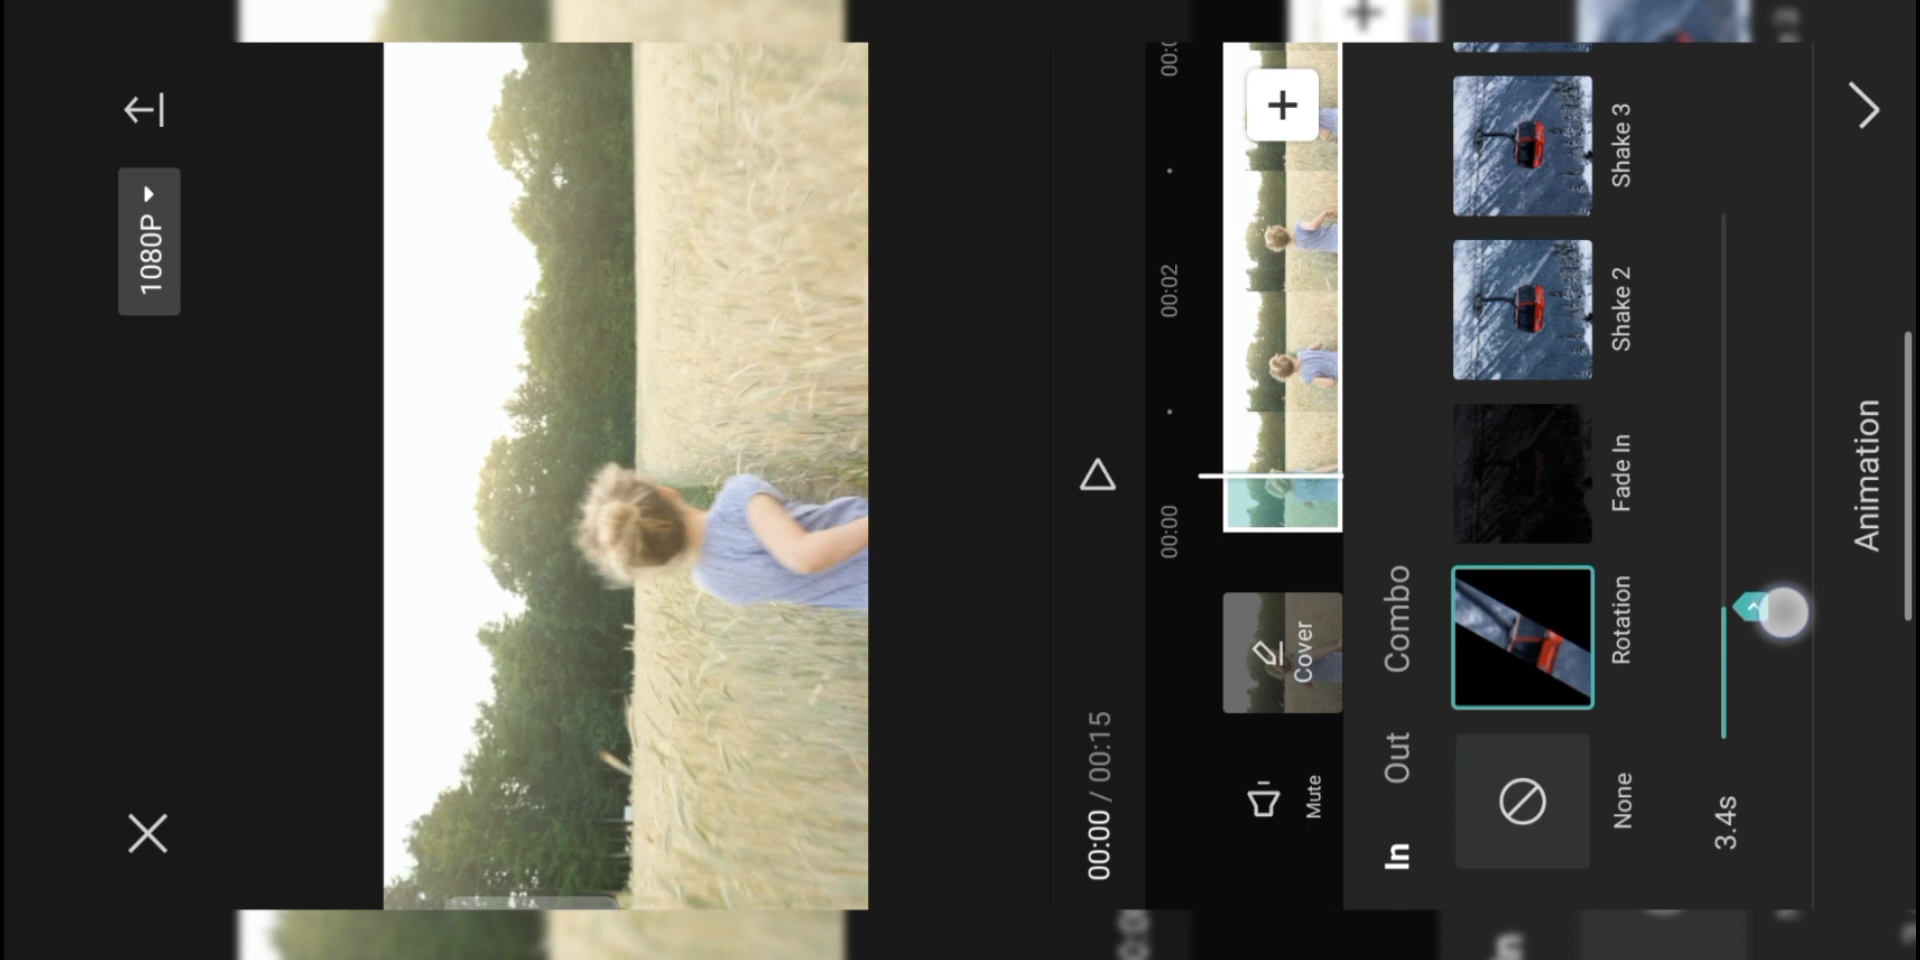 1080P
00:00 / 00:15
00:00
00:02
Mute
Cover
In
Out
Combo
None
Rotation
Fade In
Shake 2
Shake 3
3.4s
Animation